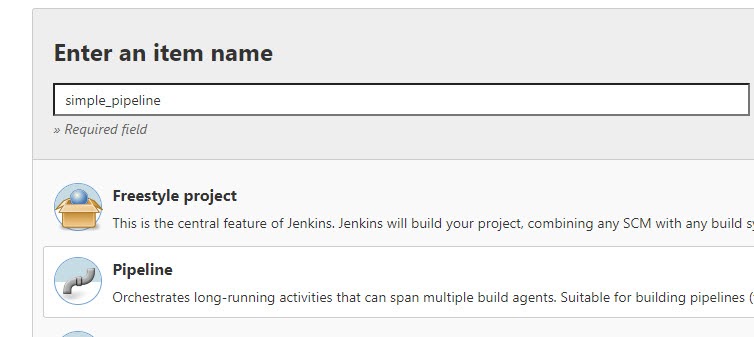 Enter an item name
simple_pipeline
» Required field
Freestyle project
This is the central feature of Jenkins. Jenkins will build your project, combining any SCM with any build
Pipeline
Orchestrates long-running activities that can span multiple build agents. Suitable for building pipelines (